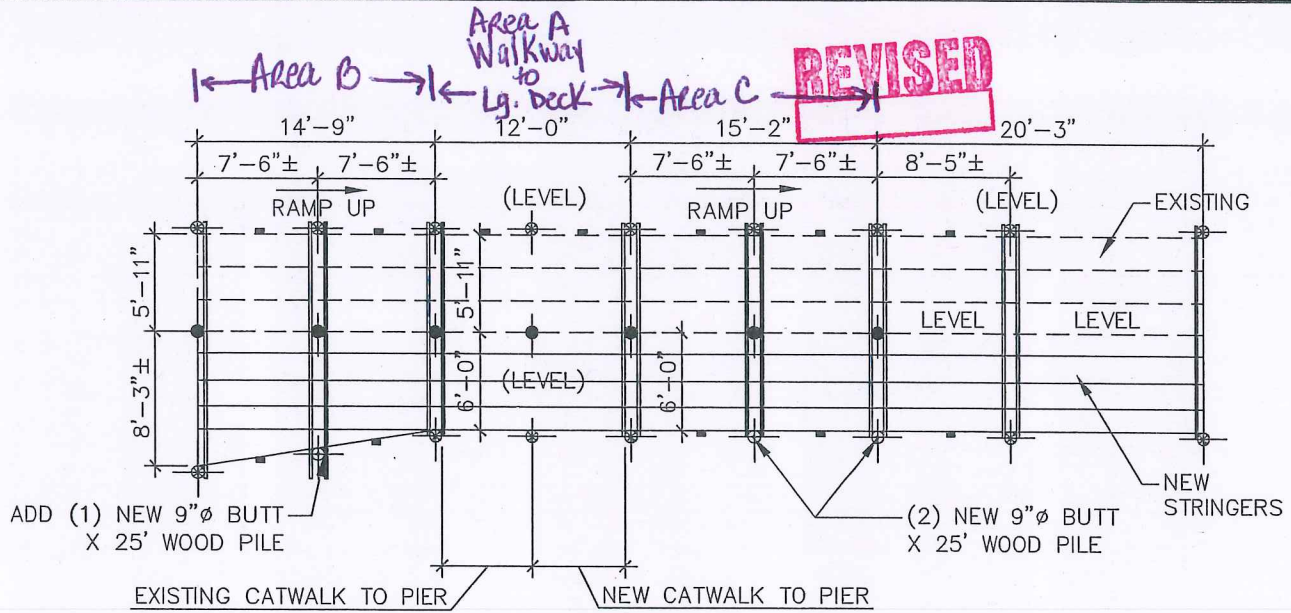 Area A
Walkway
to
Lg. Deck
Area B
Area C
REVISED
14'-9"
12'-0"
15'-2"
20'-3"
7'-6"±
7'-6"±
7'-6"±
7'-6"±
8'-5"±
RAMP UP
(LEVEL)
RAMP UP
(LEVEL)
EXISTING
5'-11"
5'-11"
LEVEL
LEVEL
8'-3"±
6'-0"
(LEVEL)
6'-0"
NEW
STRINGERS
ADD (1) NEW 9"ø BUTT
X 25' WOOD PILE
(2) NEW 9"ø BUTT
X 25' WOOD PILE
EXISTING CATWALK TO PIER
NEW CATWALK TO PIER